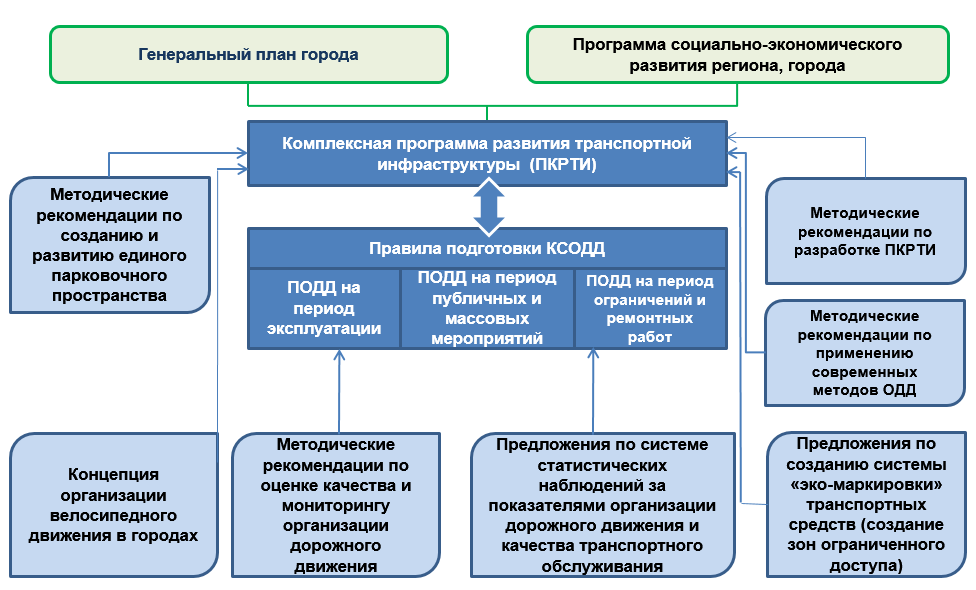 Генеральный план города
Программа социально-экономического
развития региона, города
Комплексная программа развития транспортной
инфраструктуры (ПКРТИ)
Методические
рекомендации по
созданию и
развитию единого
парковочного
пространства
Методические
рекомендации по
разработке ПКРТИ
Правила подготовки КСОДД
ПОДД на
период
эксплуатации
ПОДД на период
публичных и
массовых
мероприятий
ПОДД на период
ограничений и
ремонтных
работ
Методические
рекомендации по
применению
современных
методов ОДД
Концепция
организации
велосипедного
движения в городах
Методические
рекомендации по
оценке качества и
мониторингу
организации
дорожного
движения
Предложения по системе
статистических
наблюдений за
показателями организации
дорожного движения и
качества транспортного
обслуживания
Предложения по
созданию системы
«эко-маркировки»
транспортных
средств (создание
зон ограниченного
доступа)